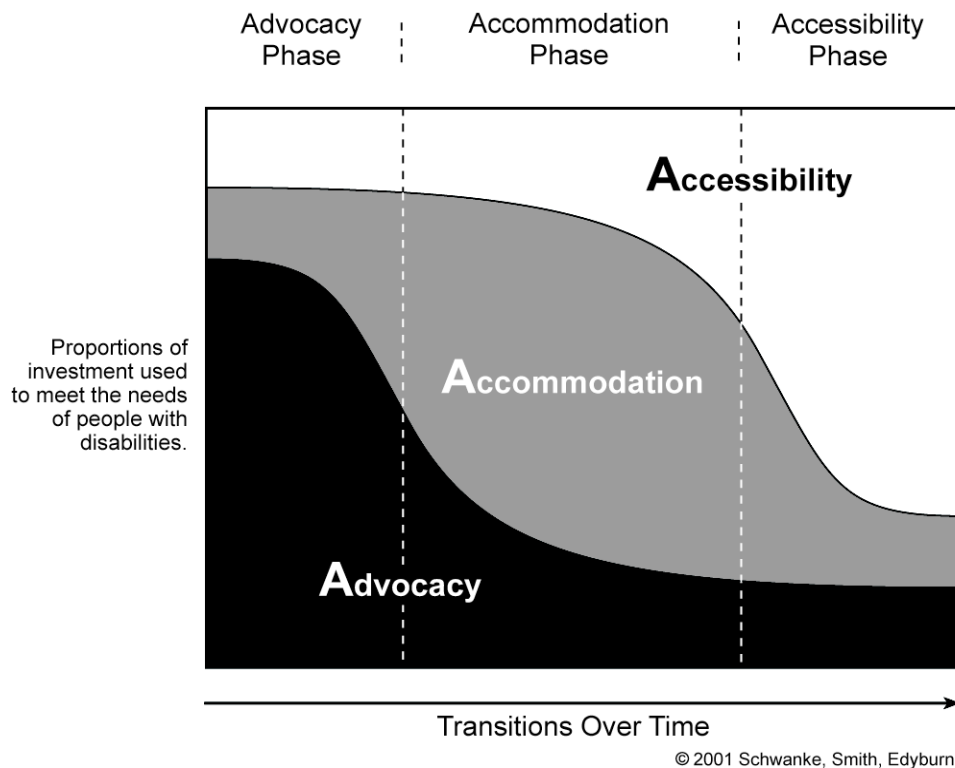 Advocacy
Phase
Accommodation
Phase
Accessibility
Phase
Accessibility
Proportions of
investment used
to meet the needs
of people with
disabilities.
Accommodation
Advocacy
Transitions Over Time
© 2001 Schwanke, Smith, Edyburn